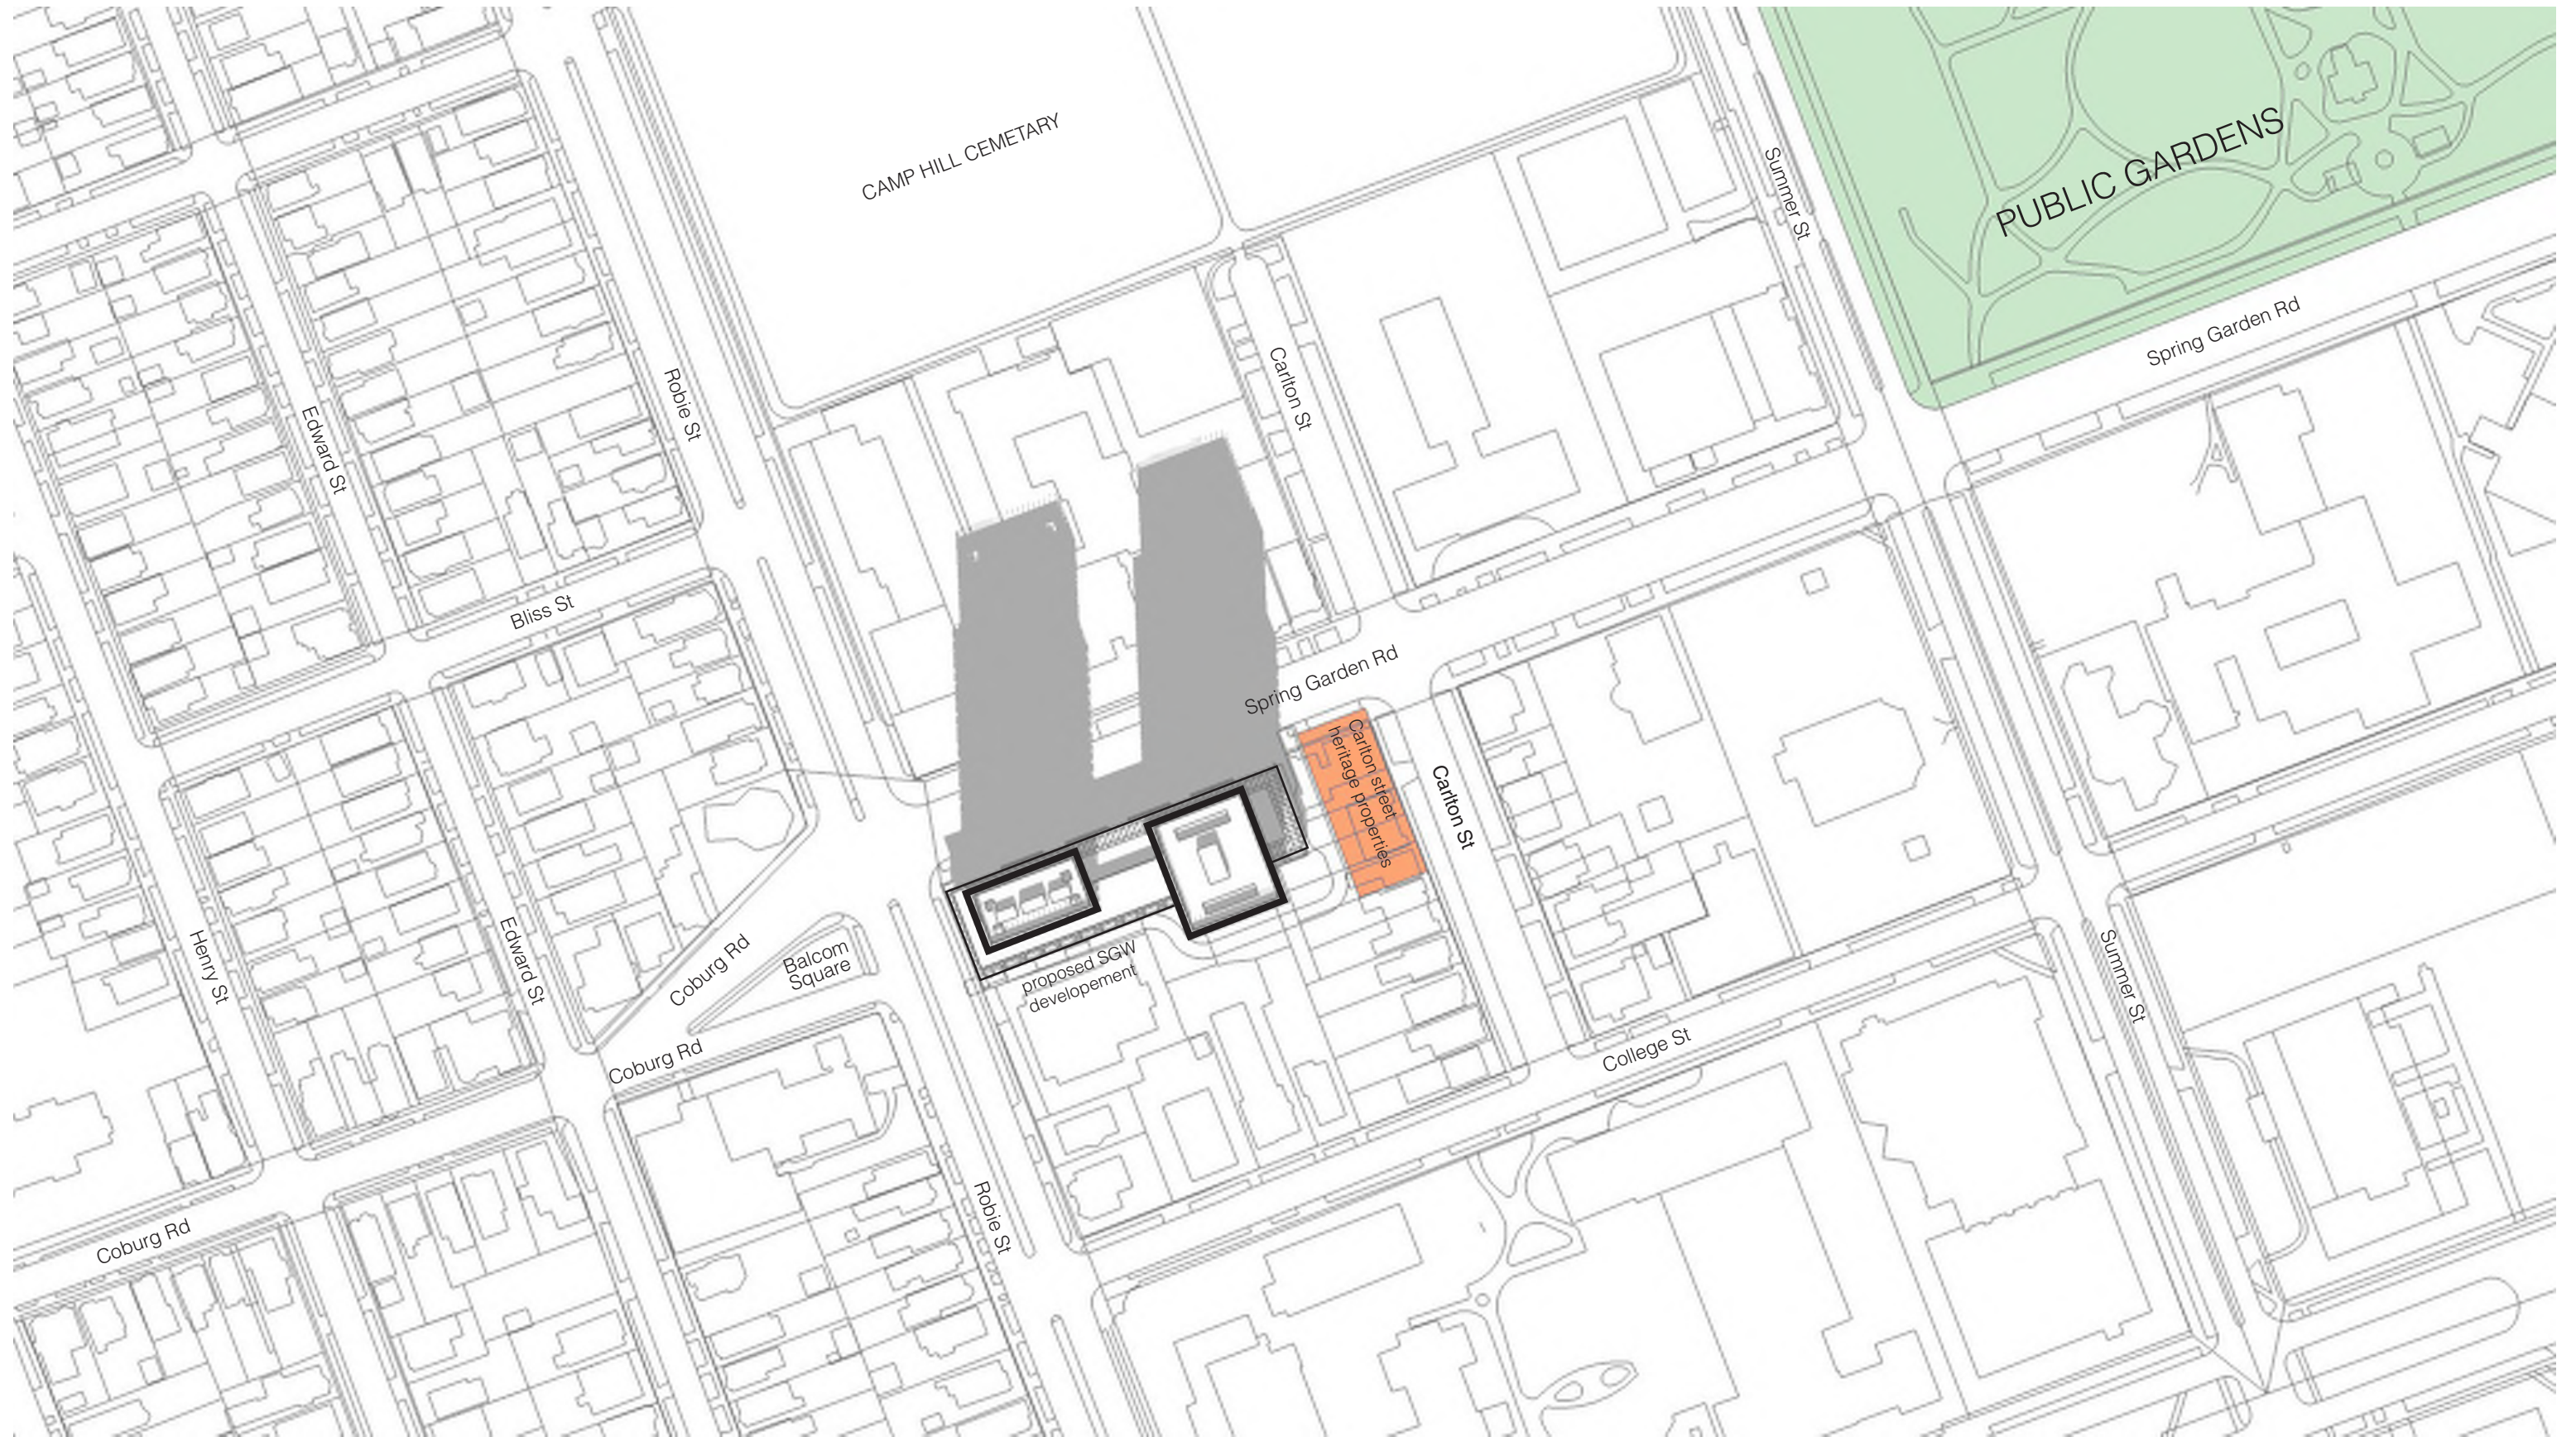 CAMP HILL CEMETARY
PUBLIC GARDENS
Summer St
Spring Garden Rd
Robie St
Carlton St
Edward St
Bliss St
Spring Garden Rd
Carlton street
heritage properties
Carlton St
Henry St
Edward St
Coburg Rd
Balcom
Square
proposed SGW
developement
Summer St
Coburg Rd
College St
Robie St
Coburg Rd